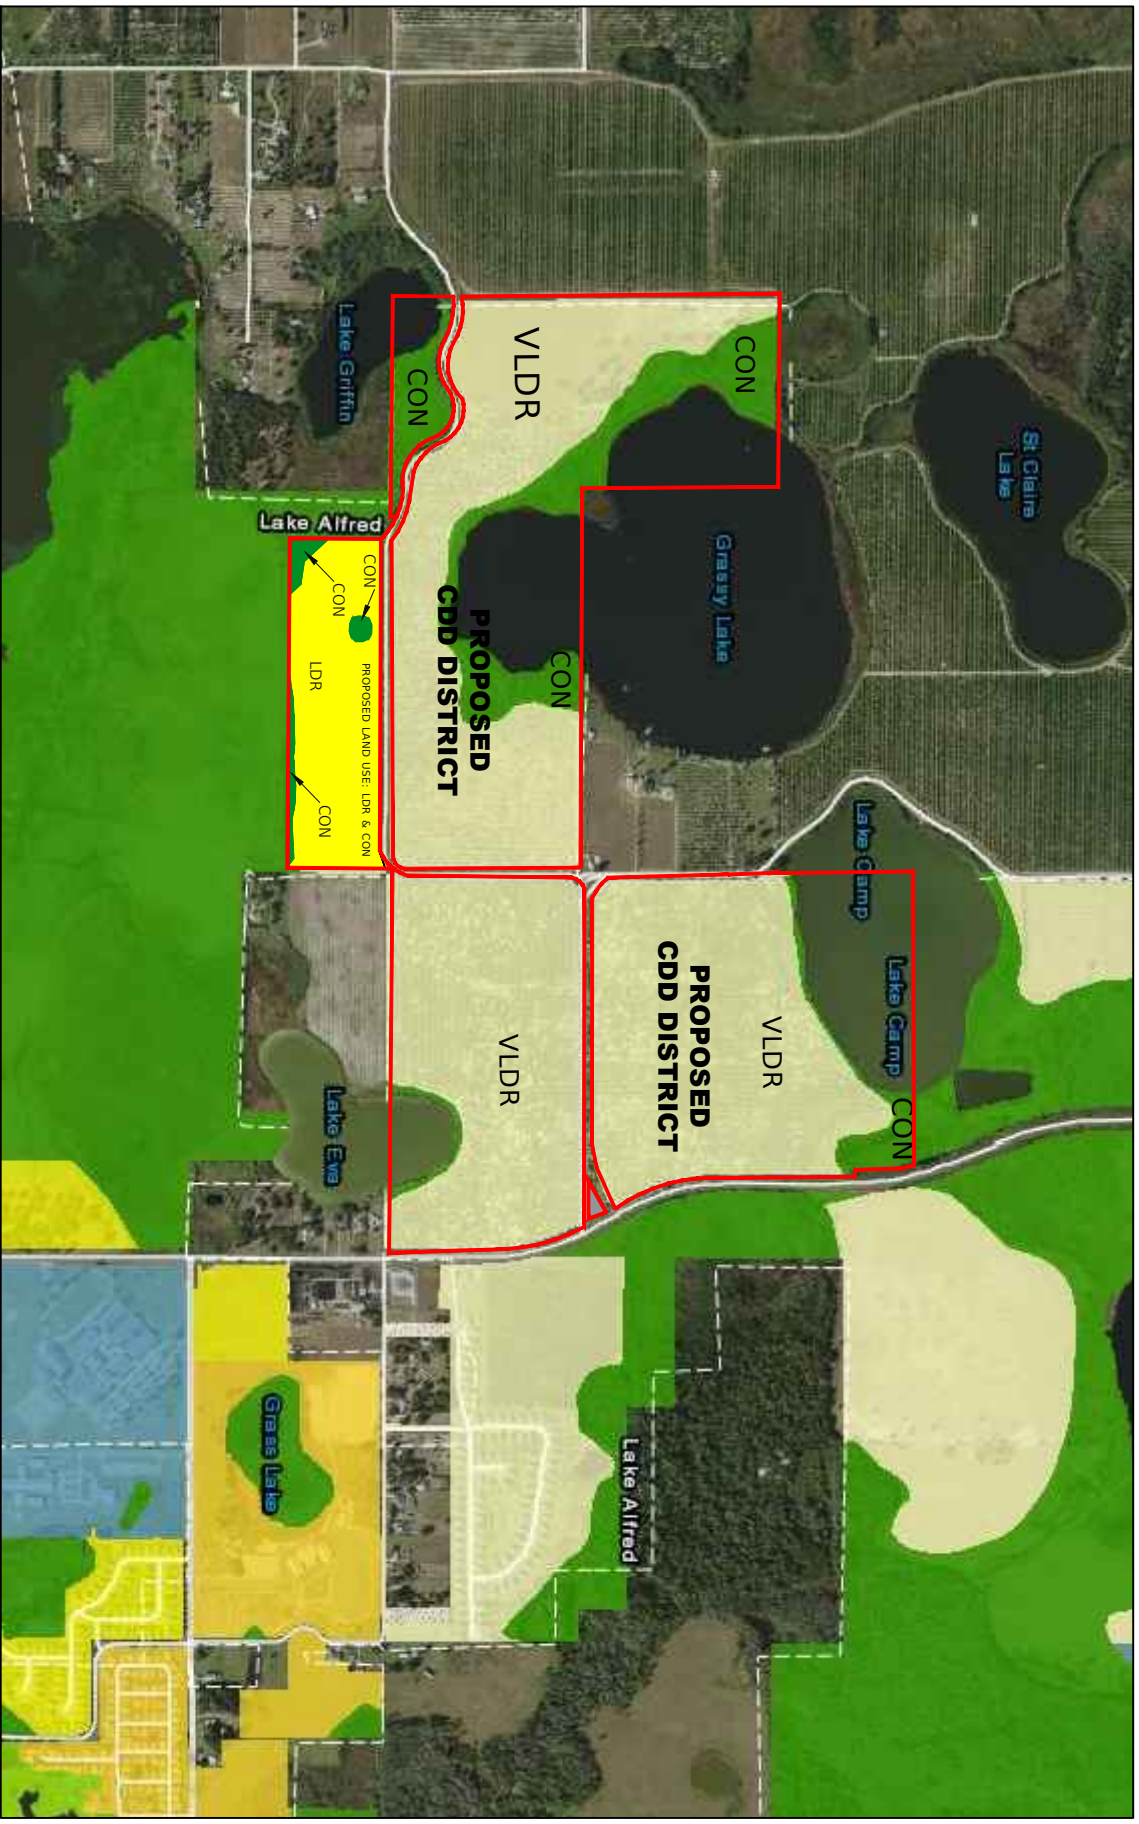 St Claire
Lake
Lake Griffin
CON
VLDR
CON
Grassy Lake
Lake Alfred
CON
CON
LDR
PROPOSED LAND USE: LDR & CON
CON
PROPOSED
CDD DISTRICT
CON
Lake Camp
Lake Camp
CON
VLDR
PROPOSED
CDD DISTRICT
VLDR
Lake Eva
Grass Lake
Lake Alfred